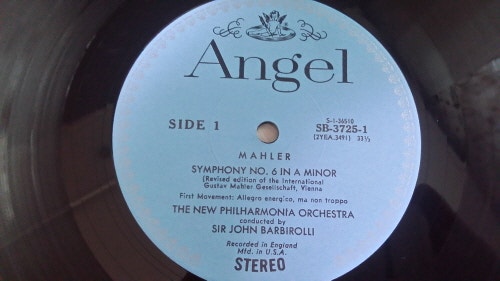 Angel
SIDE 1
S-1-36510
SB-3725-1
(2YEA.3491) 33⅓
MAHLER
SYMPHONY NO. 6 IN A MINOR
(Revised edition of the International
Gustav Mahler Gesellschaft, Vienna
First Movement: Allegro energico, ma non troppo
THE NEW PHILHARMONIA ORCHESTRA
conducted by
SIR JOHN BARBIROLLI
Recorded in England
Mfd. in U.S.A.
STEREO